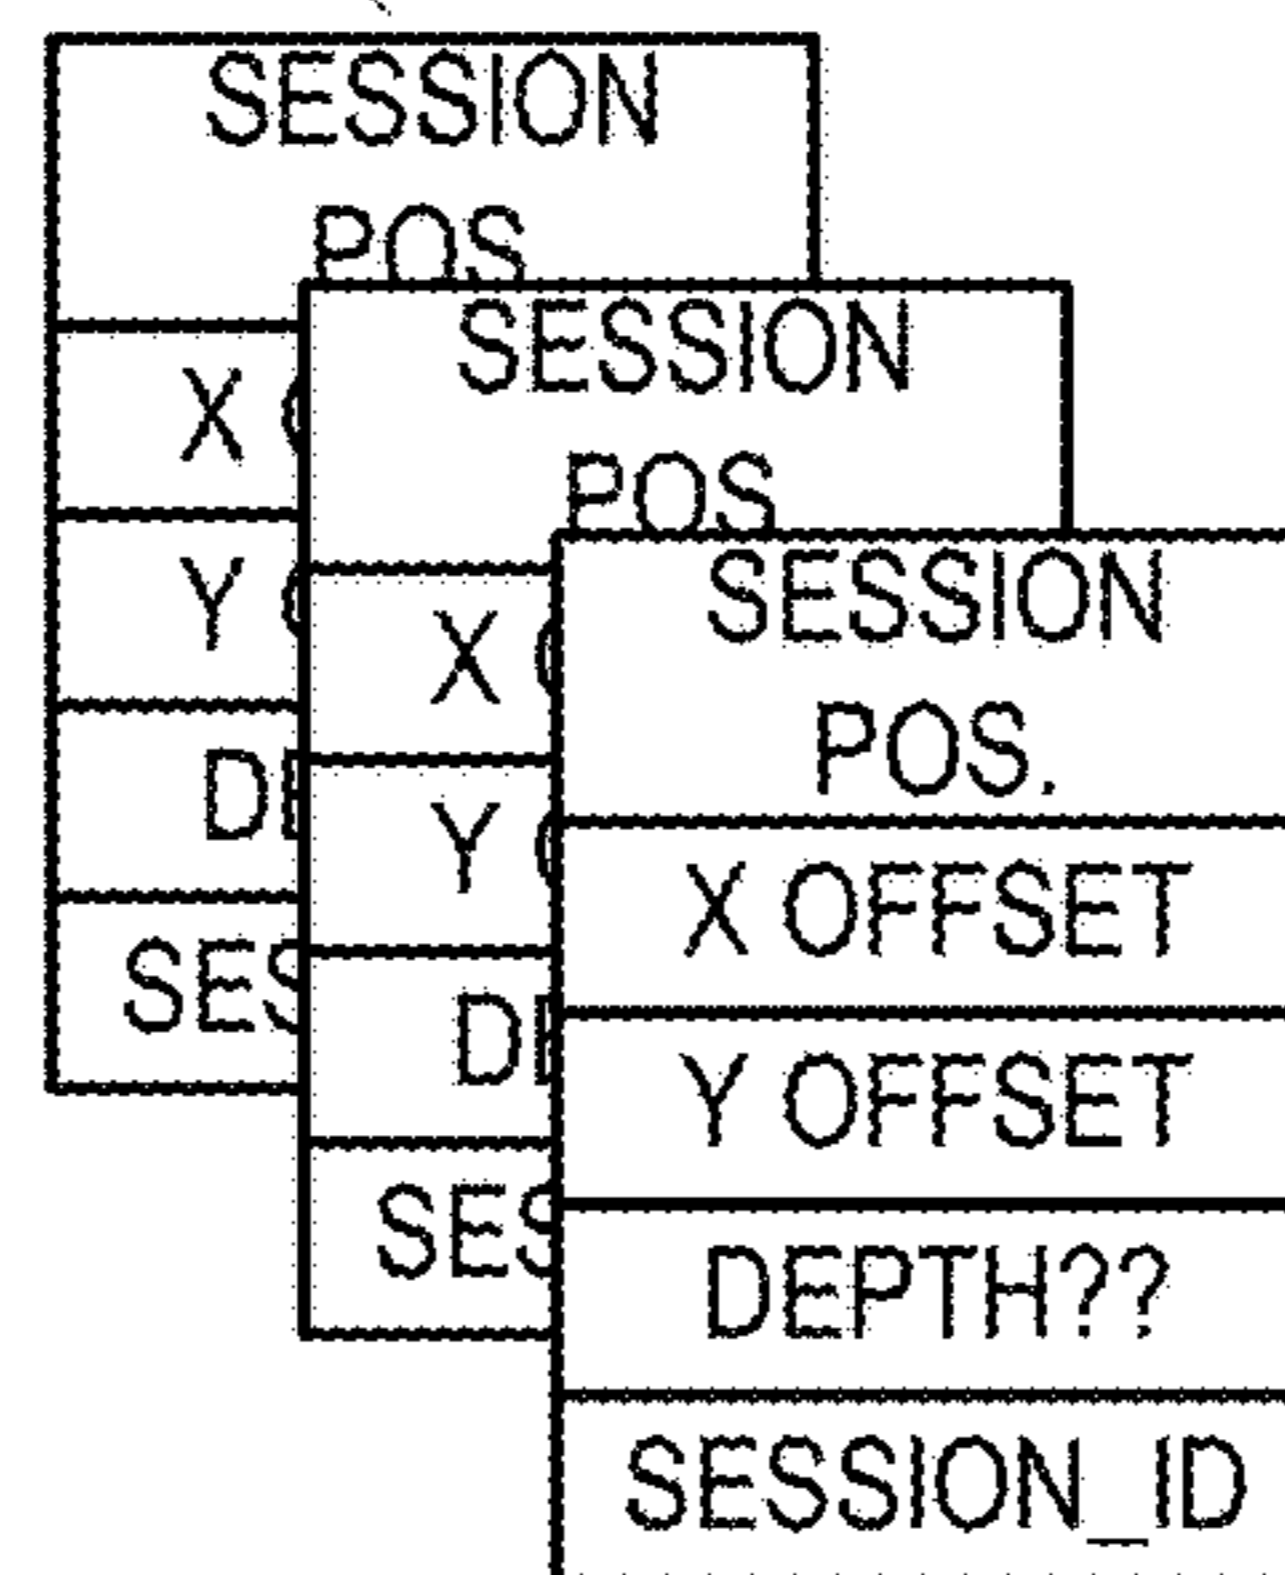 SESSION
POS
X
Y
SESSION
POS
X
Y
SESSION
POS.
X OFFSET
Y OFFSET
DEPTH??
SESSION_ID